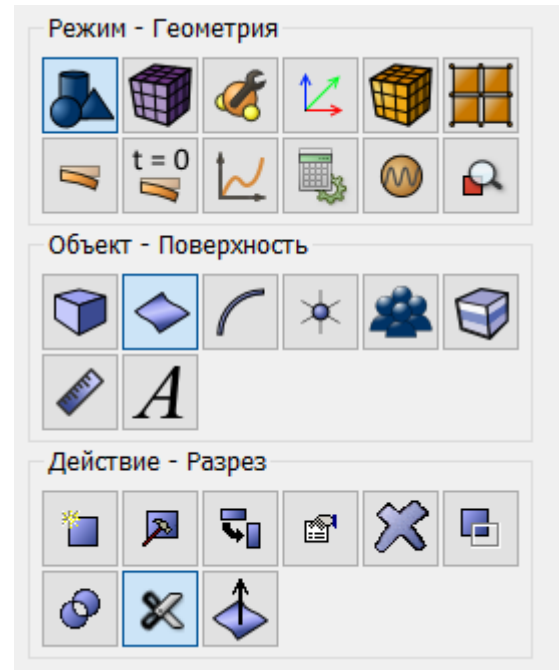 Режим - Геометрия
t = 0
Объект - Поверхность
A
Действие - Разрез